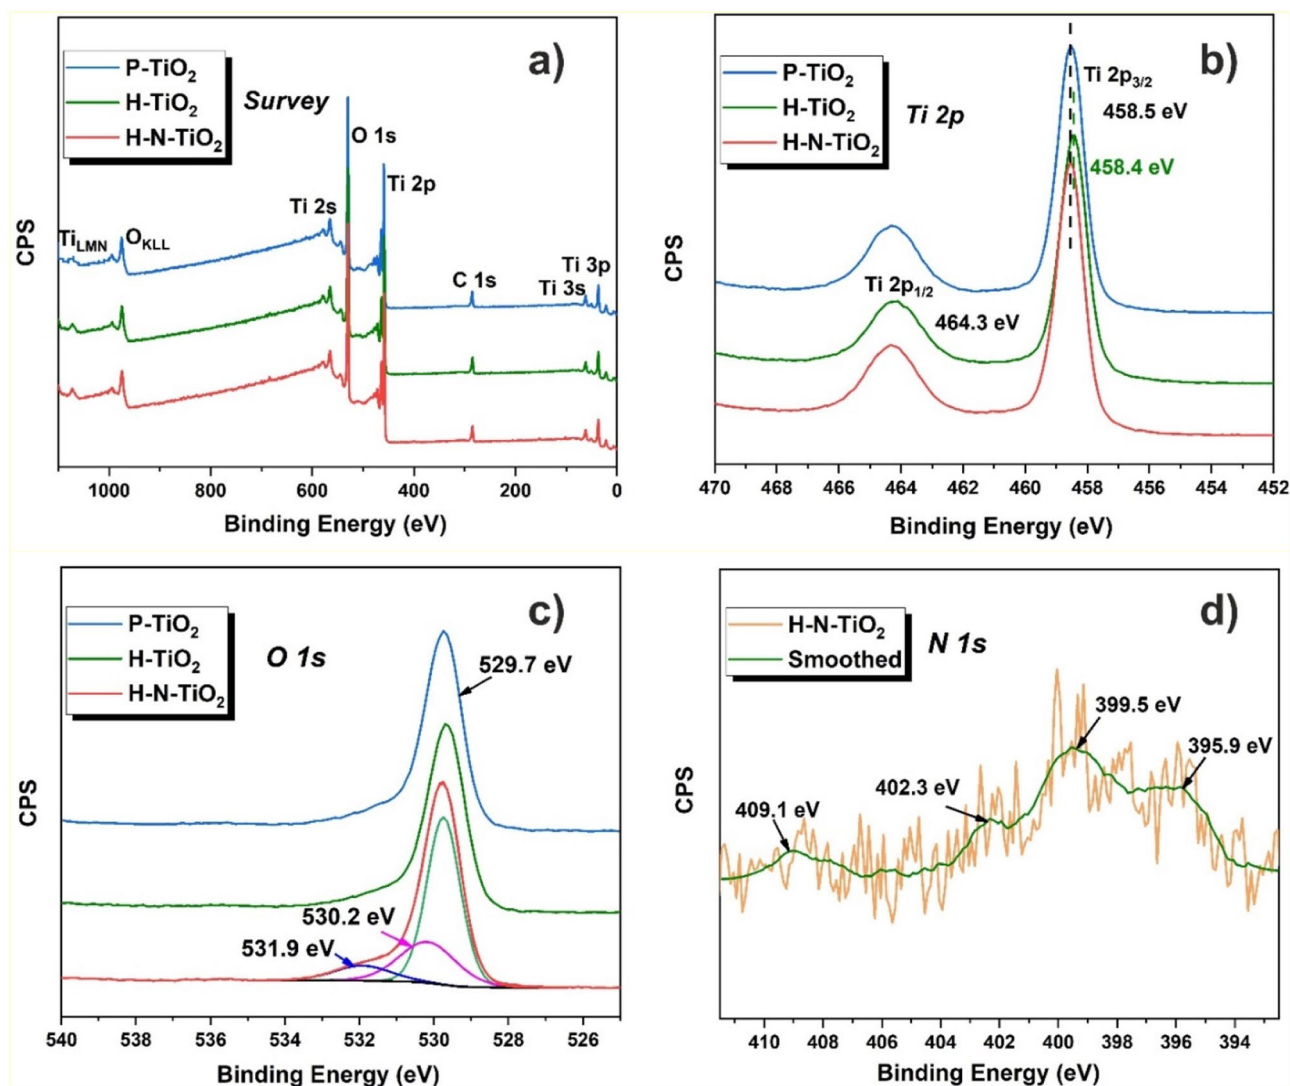 a)
P-TiO₂
H-TiO₂
H-N-TiO₂
Survey
O 1s
Ti 2p
Ti 2s
Ti_LMN
O_KLL
C 1s
Ti 3p
Ti 3s
CPS
1000 800 600 400 200 0
Binding Energy (eV)
b)
P-TiO₂
H-TiO₂
H-N-TiO₂
Ti 2p
Ti 2p₃/₂
458.5 eV
458.4 eV
Ti 2p₁/₂
464.3 eV
CPS
470 468 466 464 462 460 458 456 454 452
Binding Energy (eV)
c)
P-TiO₂
H-TiO₂
H-N-TiO₂
O 1s
529.7 eV
530.2 eV
531.9 eV
CPS
540 538 536 534 532 530 528 526
Binding Energy (eV)
d)
H-N-TiO₂
Smoothed
N 1s
399.5 eV
395.9 eV
402.3 eV
409.1 eV
CPS
410 408 406 404 402 400 398 396 394
Binding Energy (eV)